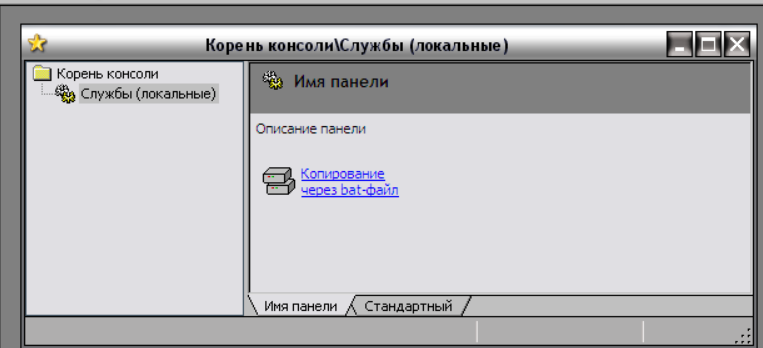 Корень консоли\Службы (локальные)
Корень консоли
Службы (локальные)
Имя панели
Описание панели
Копирование
через bat-файл
Имя панели
Стандартный